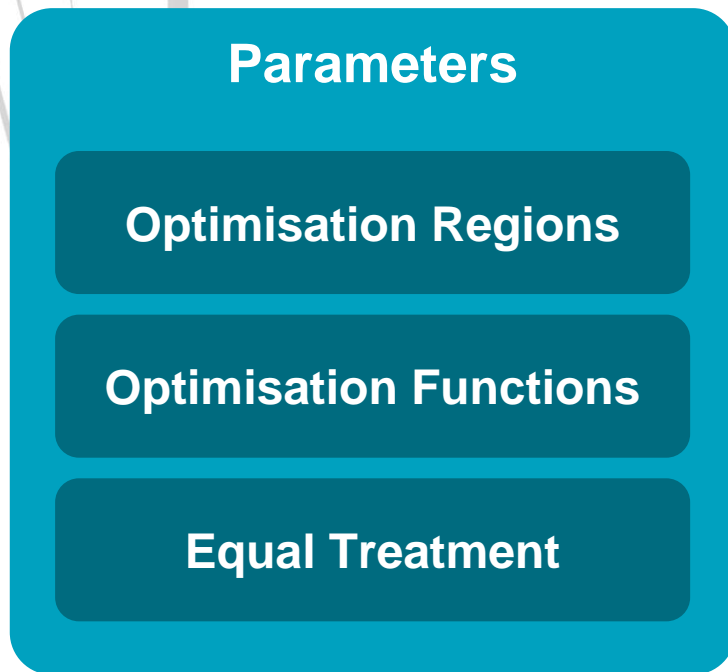 Parameters
Optimisation Regions
Optimisation Functions
Equal Treatment